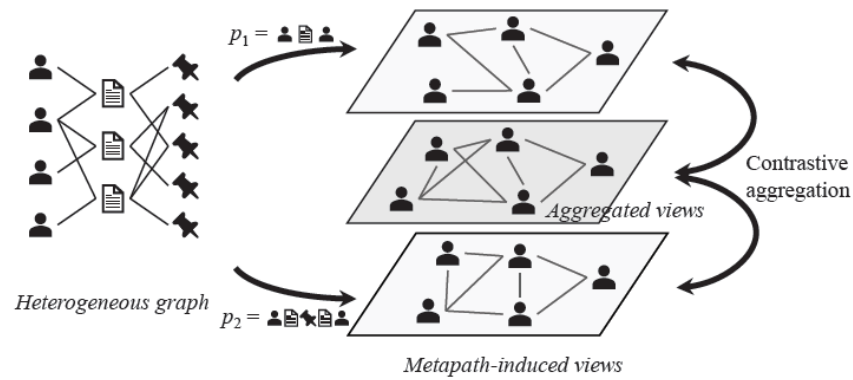 p1 =
Contrastive
aggregation
Aggregated views
Heterogeneous graph
p2 =
Metapath-induced views